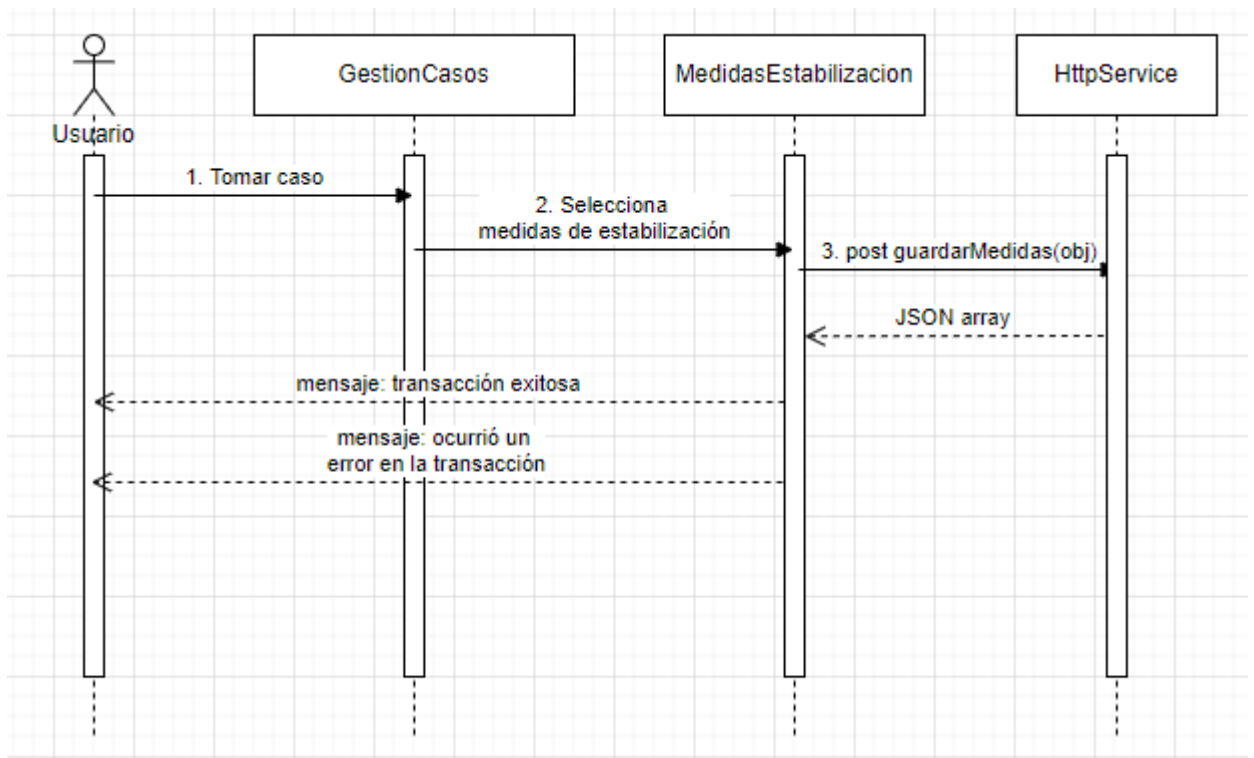 Usuario
GestionCasos
MedidasEstabilizacion
HttpService
1. Tomar caso
2. Selecciona
medidas de estabilización
3. post guardarMedidas(obj)
JSON array
mensaje: transacción exitosa
mensaje: ocurrió un
error en la transacción